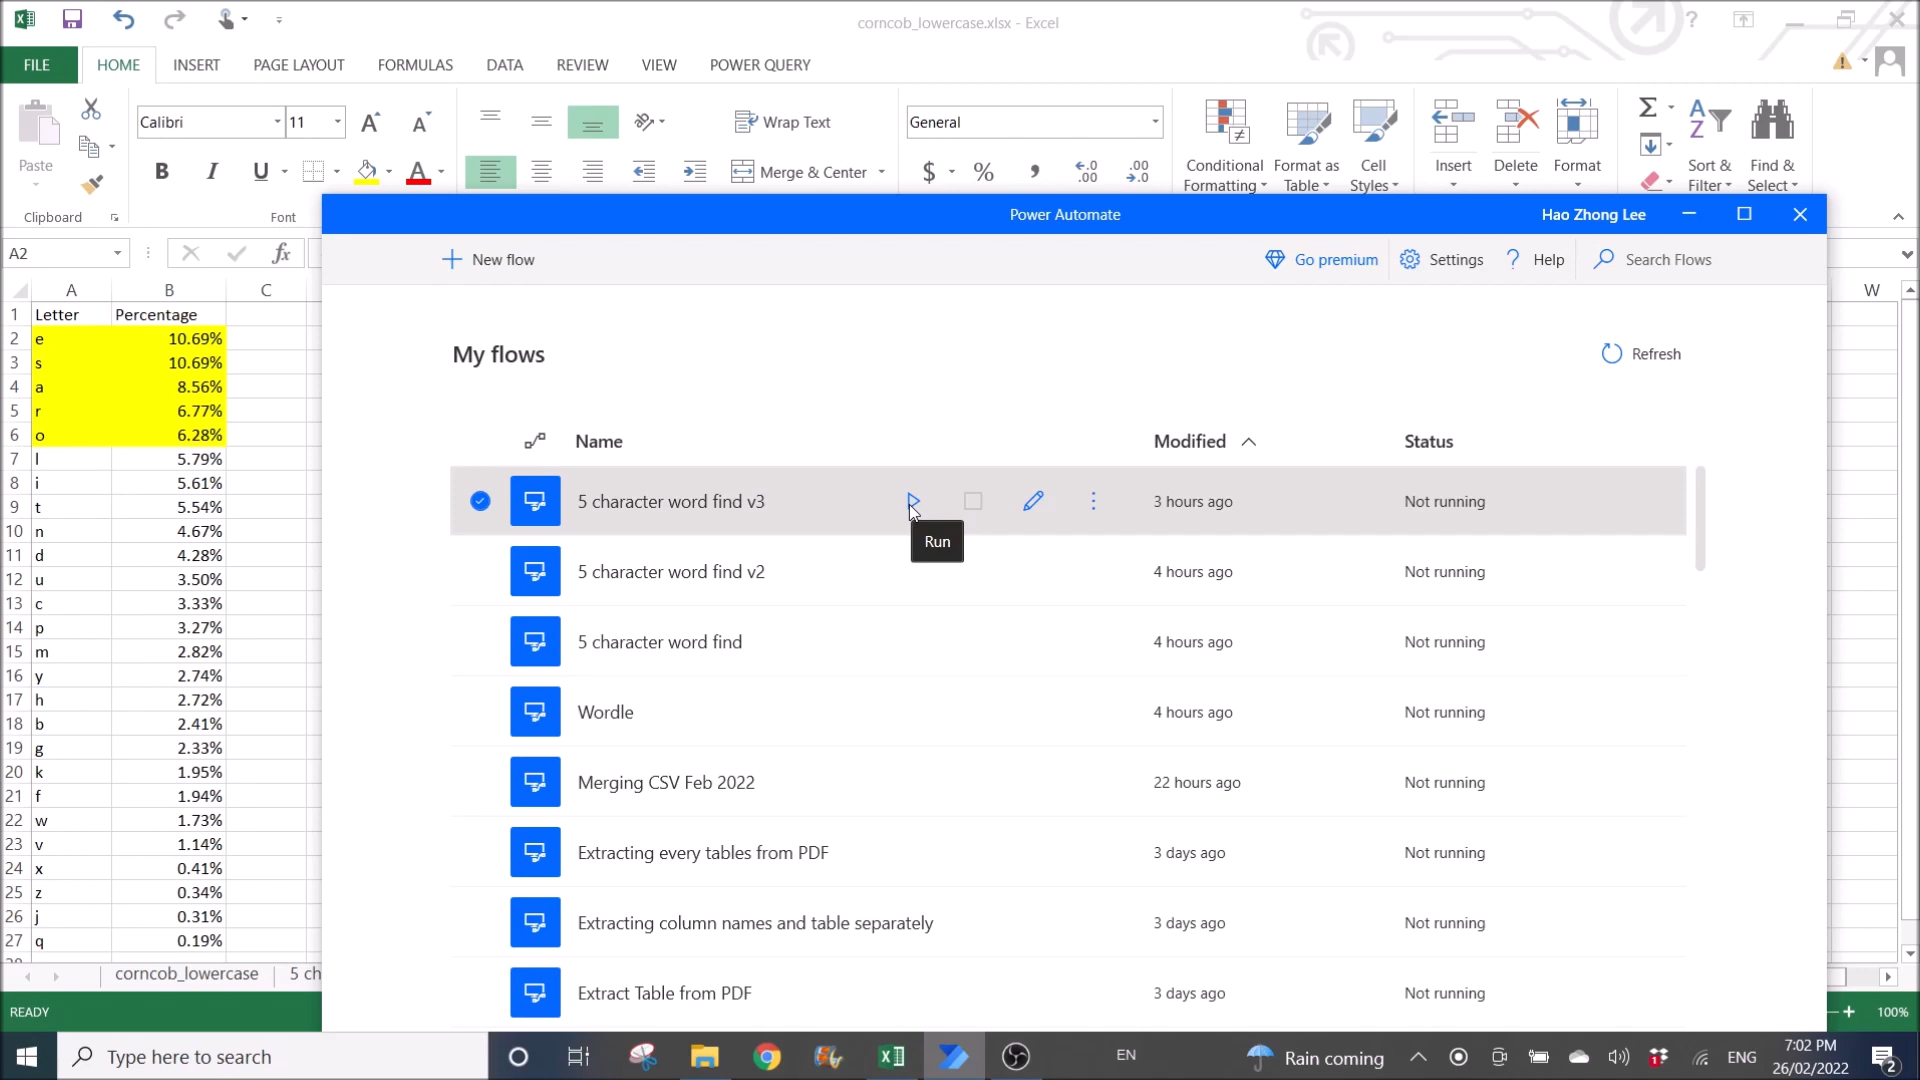 corncob_lowercase.xlsx - Excel
?
FILE HOME INSERT PAGE LAYOUT FORMULAS DATA REVIEW VIEW POWER QUERY
Paste
Clipboard
Calibri 11
B I U
Font
Wrap Text
Merge & Center
General
$ % ,
Conditional Formatting
Format as Table
Cell Styles
Insert
Delete
Format
Sort & Filter
Find & Select
A2
fx
A B C W
1 Letter Percentage
2 e 10.69%
3 s 10.69%
4 a 8.56%
5 r 6.77%
6 o 6.28%
7 l 5.79%
8 i 5.61%
9 t 5.54%
10 n 4.67%
11 d 4.28%
12 u 3.50%
13 c 3.33%
14 p 3.27%
15 m 2.82%
16 y 2.74%
17 h 2.72%
18 b 2.41%
19 g 2.33%
20 k 1.95%
21 f 1.94%
22 w 1.73%
23 v 1.14%
24 x 0.41%
25 z 0.34%
26 j 0.31%
27 q 0.19%
corncob_lowercase 5 ch
READY
100%
Power Automate
Hao Zhong Lee
New flow
Go premium
Settings
? Help
Search Flows
My flows
Refresh
Name Modified Status
5 character word find v3 3 hours ago Not running
Run
5 character word find v2 4 hours ago Not running
5 character word find 4 hours ago Not running
Wordle 4 hours ago Not running
Merging CSV Feb 2022 22 hours ago Not running
Extracting every tables from PDF 3 days ago Not running
Extracting column names and table separately 3 days ago Not running
Extract Table from PDF 3 days ago Not running
Type here to search
EN
Rain coming
ENG
7:02 PM
26/02/2022
2